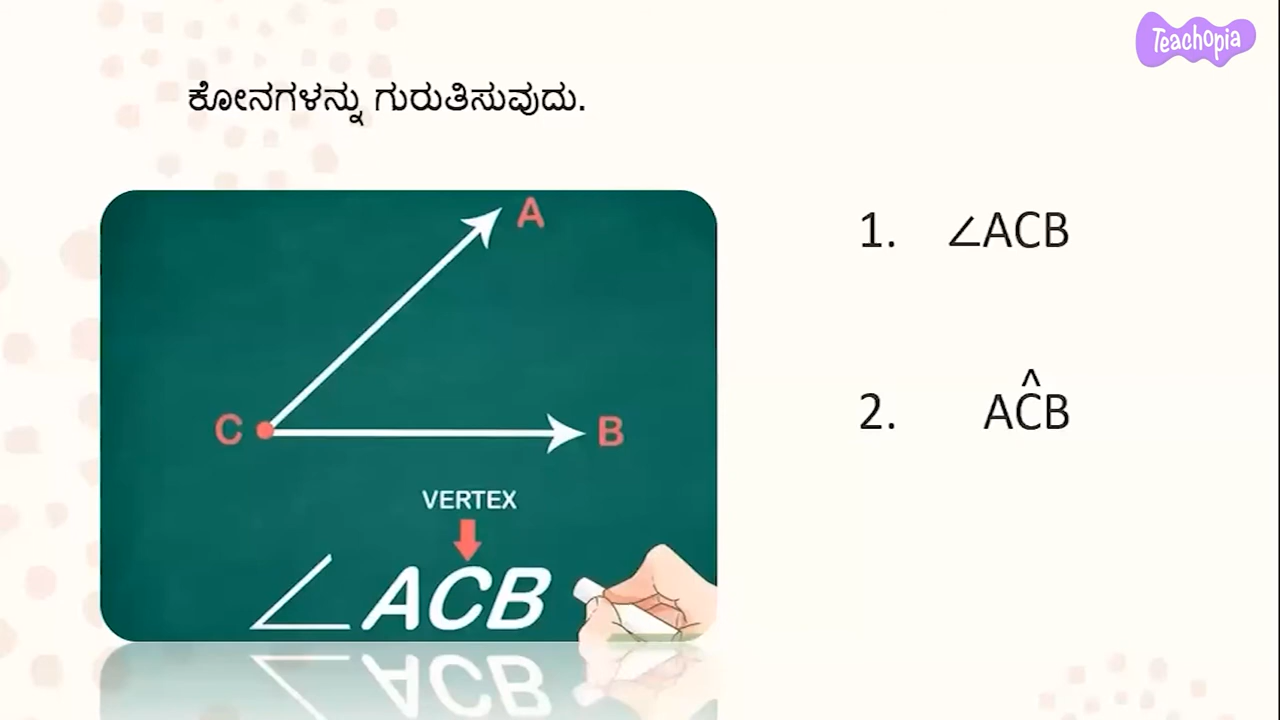 Teachopia
ಕೋನಗಳನ್ನು ಗುರುತಿಸುವುದು.
A
C
B
VERTEX
∠ACB
1. ∠ACB
2. AĈB